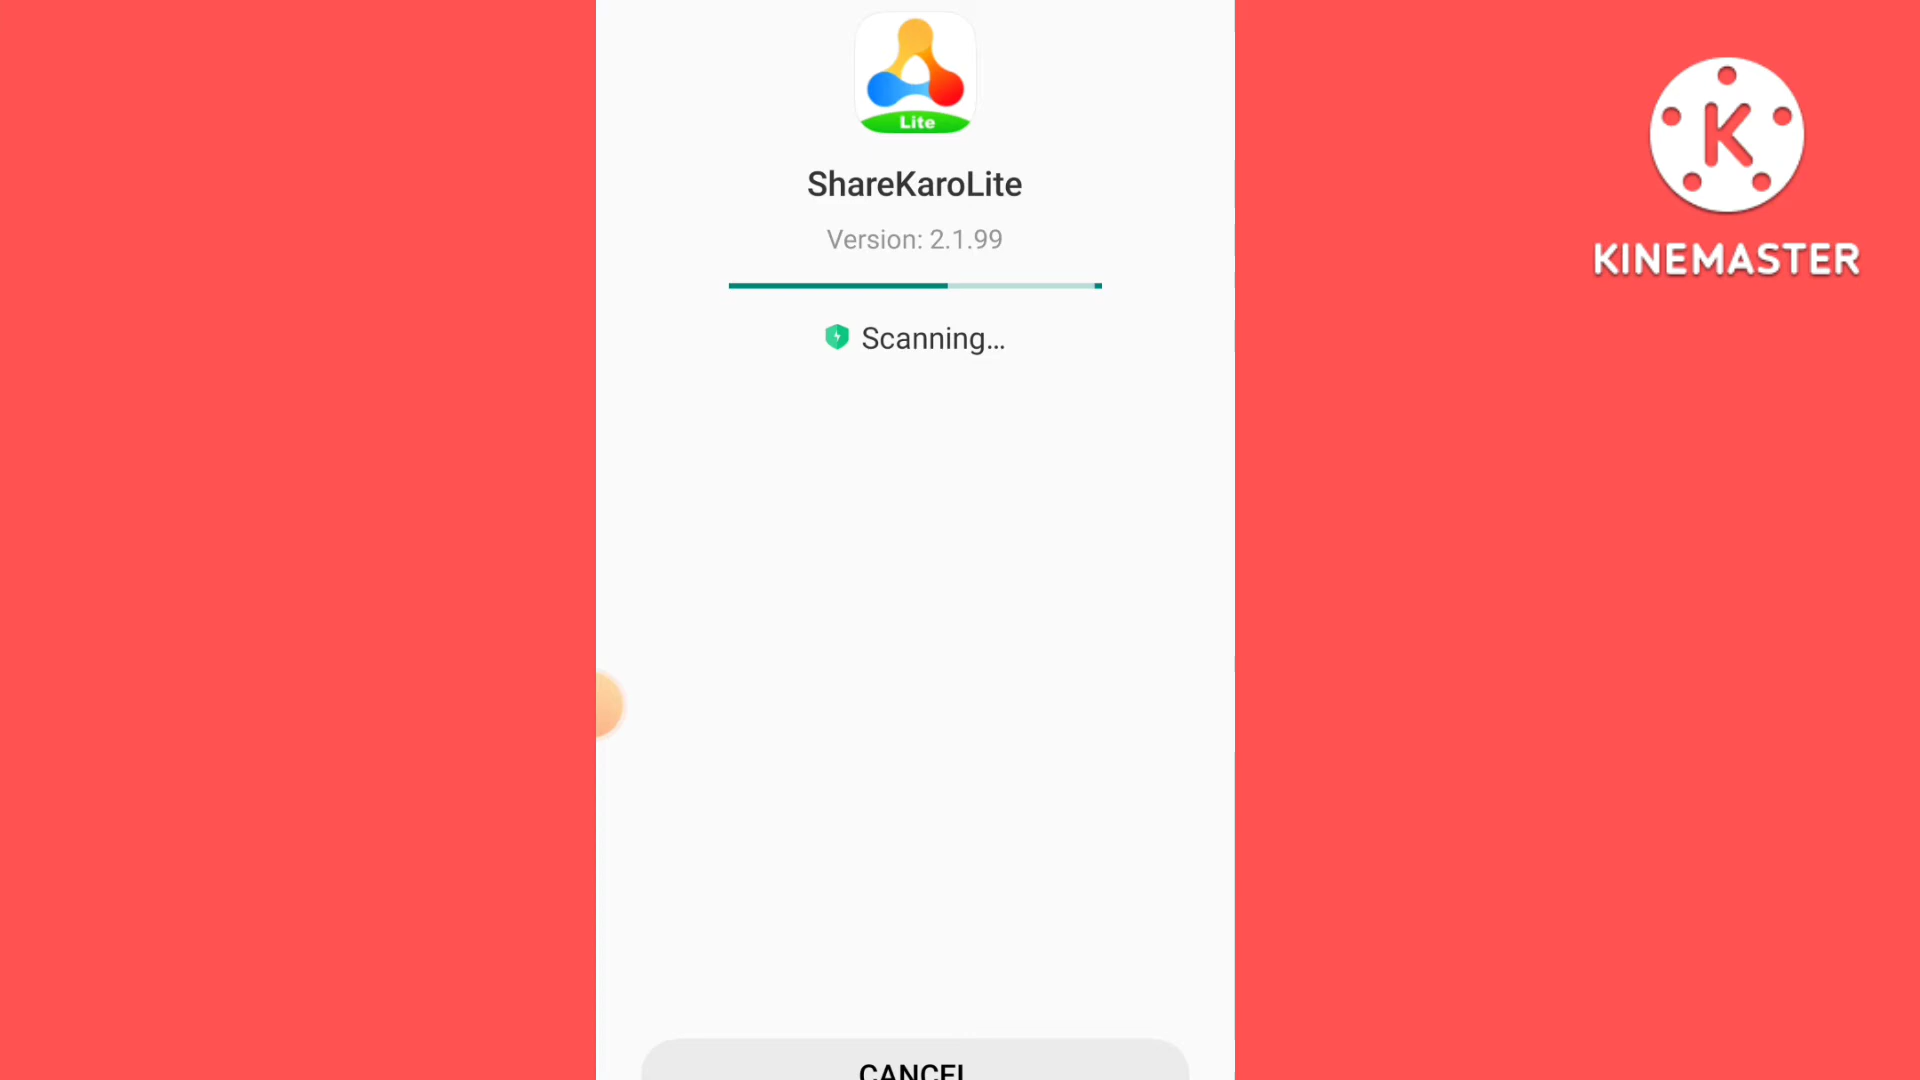 Lite
ShareKaroLite
Version: 2.1.99
Scanning...
CANCEL
K
KINEMASTER